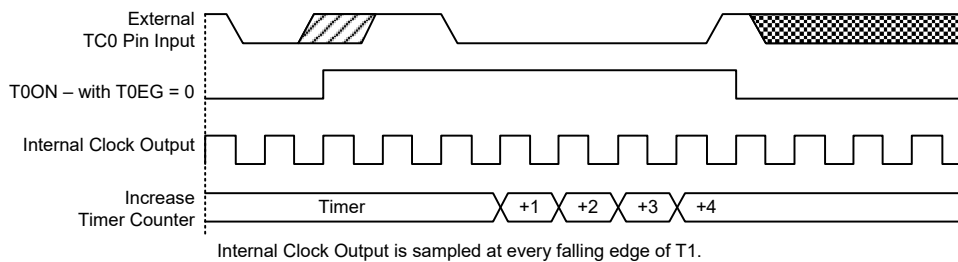 External
TC0 Pin Input
T0ON – with T0EG = 0
Internal Clock Output
Increase
Timer Counter
Timer +1 +2 +3 +4
Internal Clock Output is sampled at every falling edge of T1.